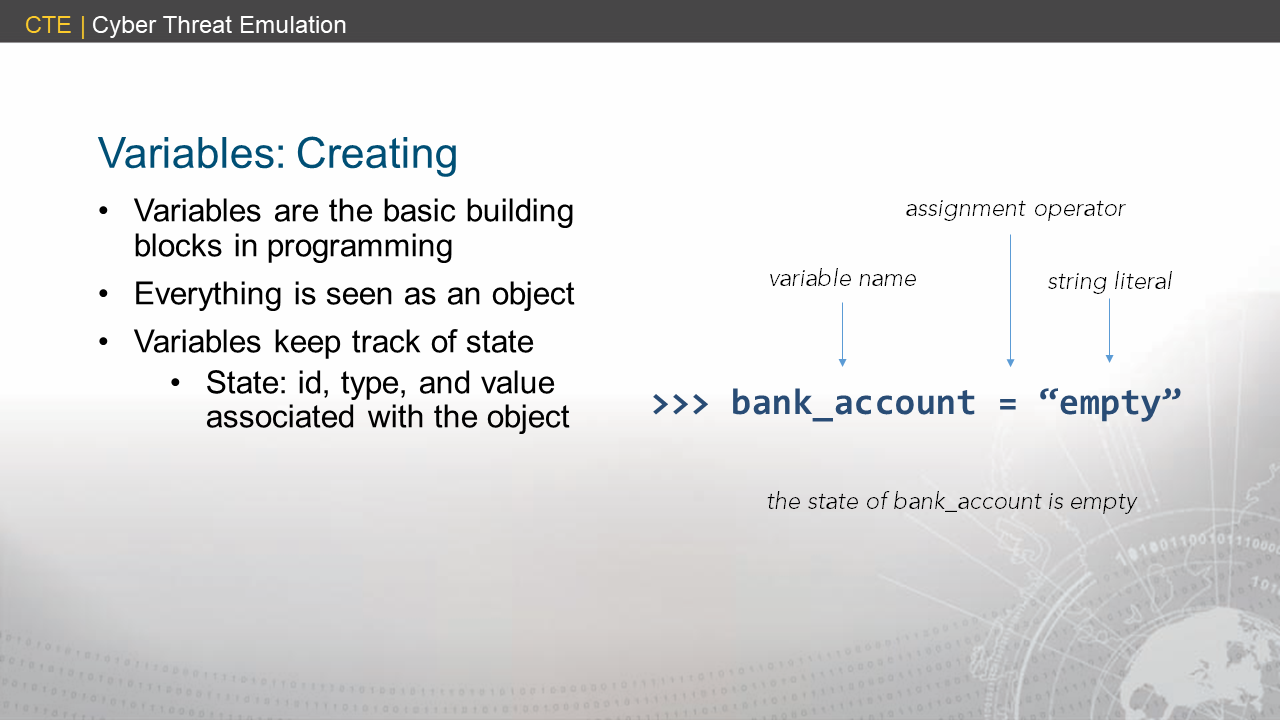 CTE | Cyber Threat Emulation
Variables: Creating
• Variables are the basic building
blocks in programming
• Everything is seen as an object
• Variables keep track of state
• State: id, type, and value
associated with the object
assignment operator
variable name
string literal
>>> bank_account = “empty”
the state of bank_account is empty